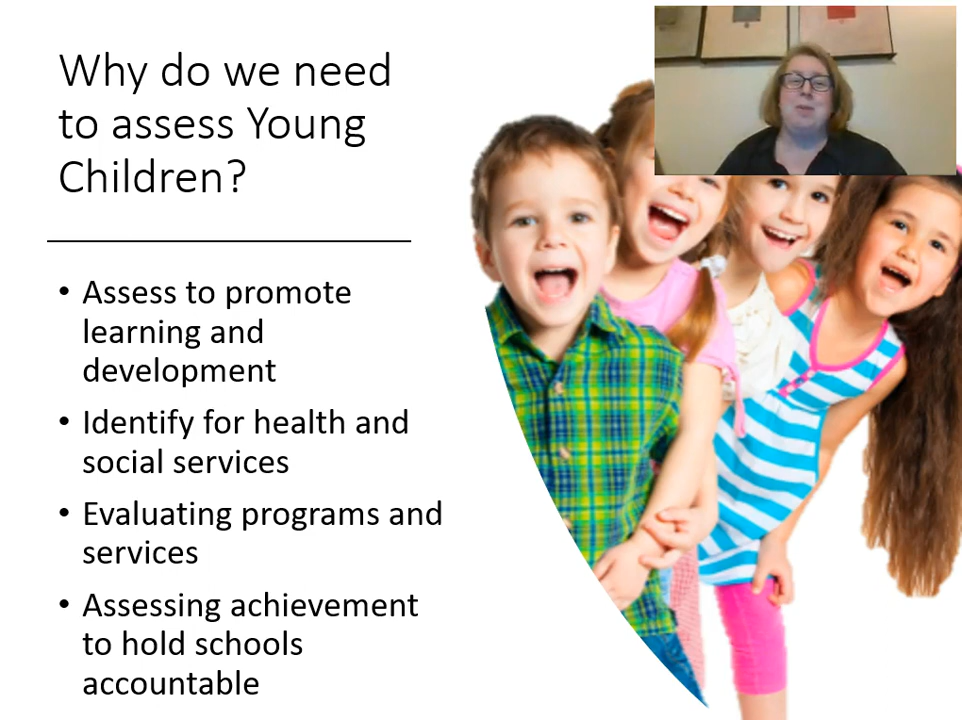 Why do we need
to assess Young
Children?
• Assess to promote
learning and
development
• Identify for health and
social services
• Evaluating programs and
services
• Assessing achievement
to hold schools
accountable